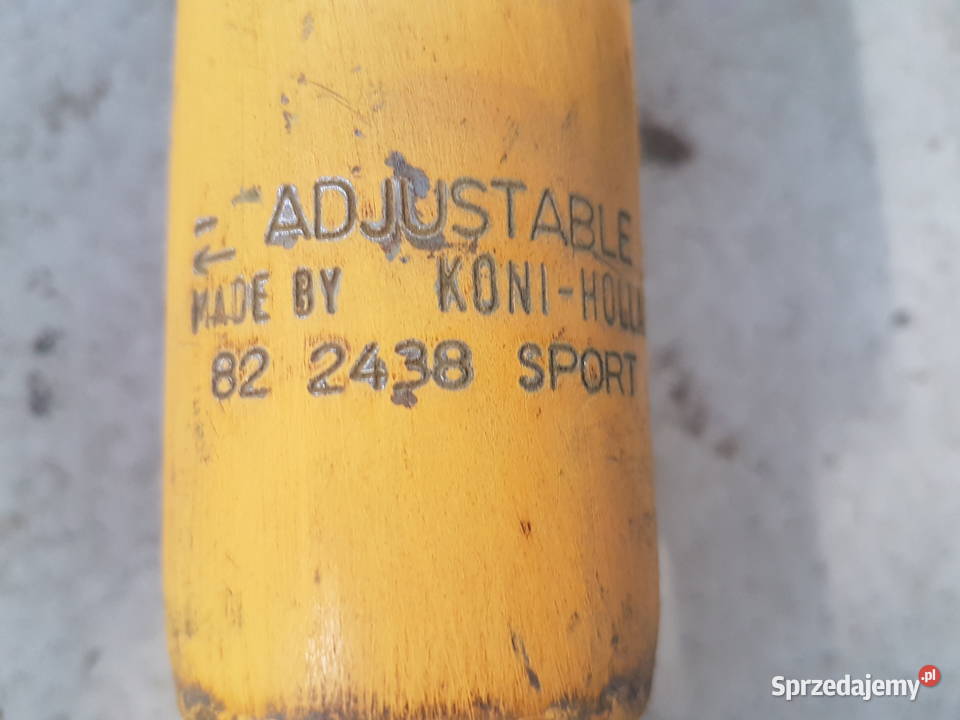 ADJUSTABLE
MADE BY KONI-HOLLA
82 2438 SPORT
Sprzedajemy.pl